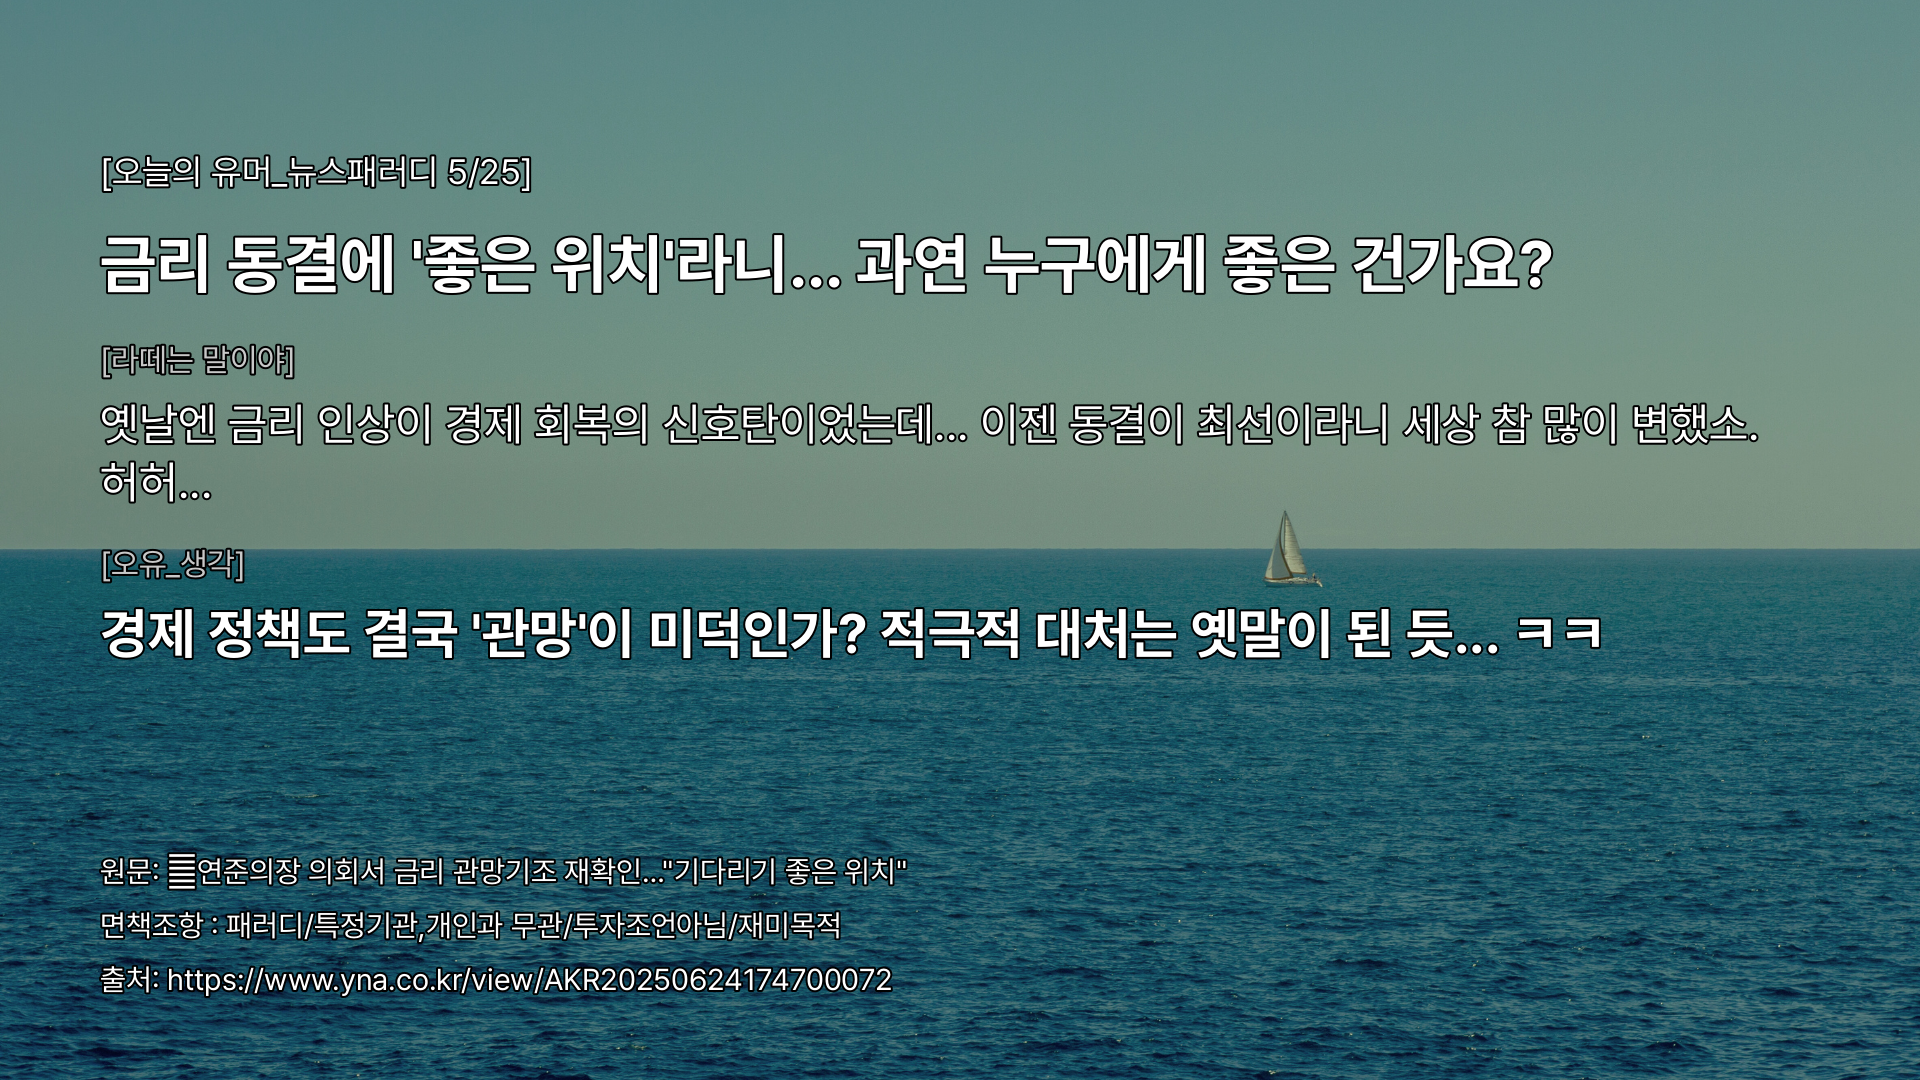 [오늘의 유머_뉴스패러디 5/25]
금리 동결에 '좋은 위치'라니... 과연 누구에게 좋은 건가요?
[라떼는 말이야]
옛날엔 금리 인상이 경제 회복의 신호탄이었는데... 이젠 동결이 최선이라니 세상 참 많이 변했소.
허허...
[오유_생각]
경제 정책도 결국 '관망'이 미덕인가? 적극적 대처는 옛말이 된 듯... ㅋㅋ
원문: 연준의장 의회서 금리 관망기조 재확인..."기다리기 좋은 위치"
면책조항 : 패러디/특정기관,개인과 무관/투자조언아님/재미목적
출처: https://www.yna.co.kr/view/AKR20250624174700072